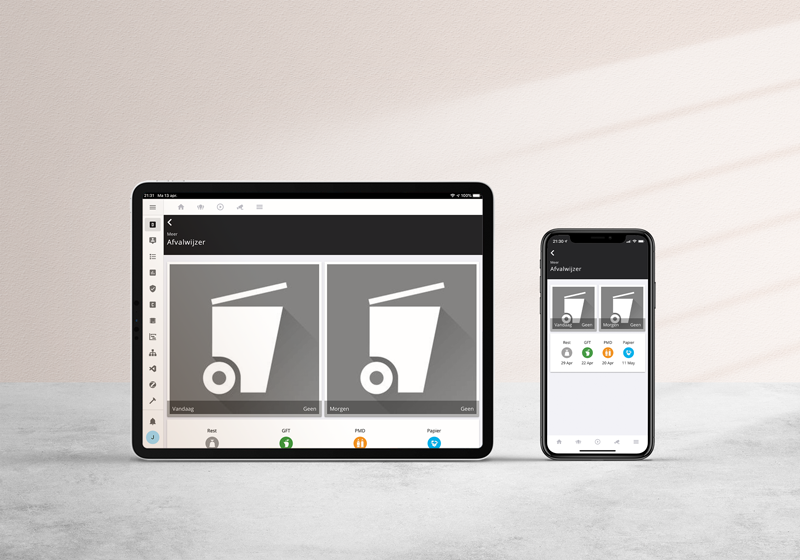 21:31 Ma 13 apr. 100%
Meer
Afvalwijzer
Vandaag Geen
Morgen Geen
Rest GFT PMD Papier
J
21:30
Meer
Afvalwijzer
Vandaag Geen
Morgen Geen
Rest GFT PMD Papier
29 Apr 22 Apr 20 Apr 11 May